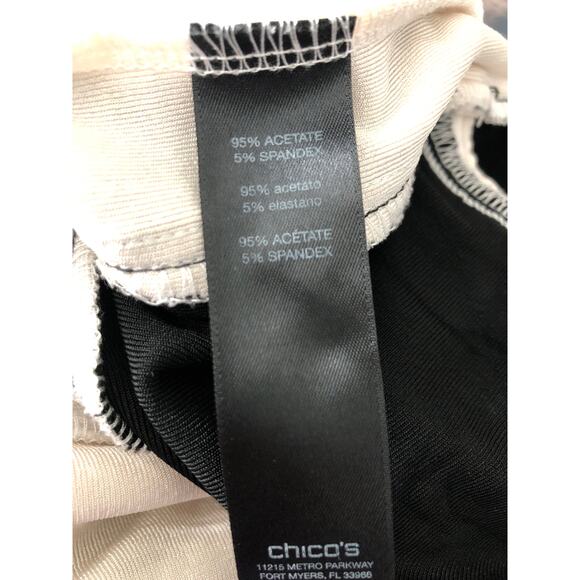 95% ACETATE
5% SPANDEX
95% acetato
5% elastano
95% ACÉTATE
5% SPANDEX
chico's
11215 METRO PARKWAY
FORT MYERS, FL 33966